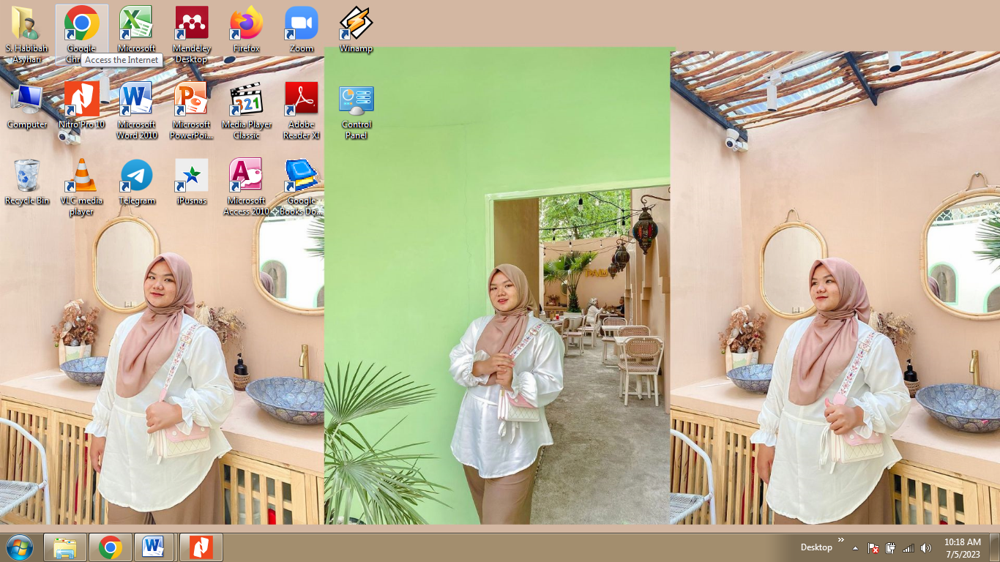 S. Habibah
Asyhari
Google
Chr
Access the Internet
Microsoft
Mendeley
Desktop
Firefox
Zoom
Winamp
Computer
Nitro Pro 10
Microsoft
Word 2010
Microsoft
PowerPoi...
321
Media Player
Classic
Adobe
Reader XI
Control
Panel
Recycle Bin
VLC media
player
Telegram
iPusnas
Microsoft
Access 2010
Google
Books Do...
Desktop
10:18 AM
7/5/2023